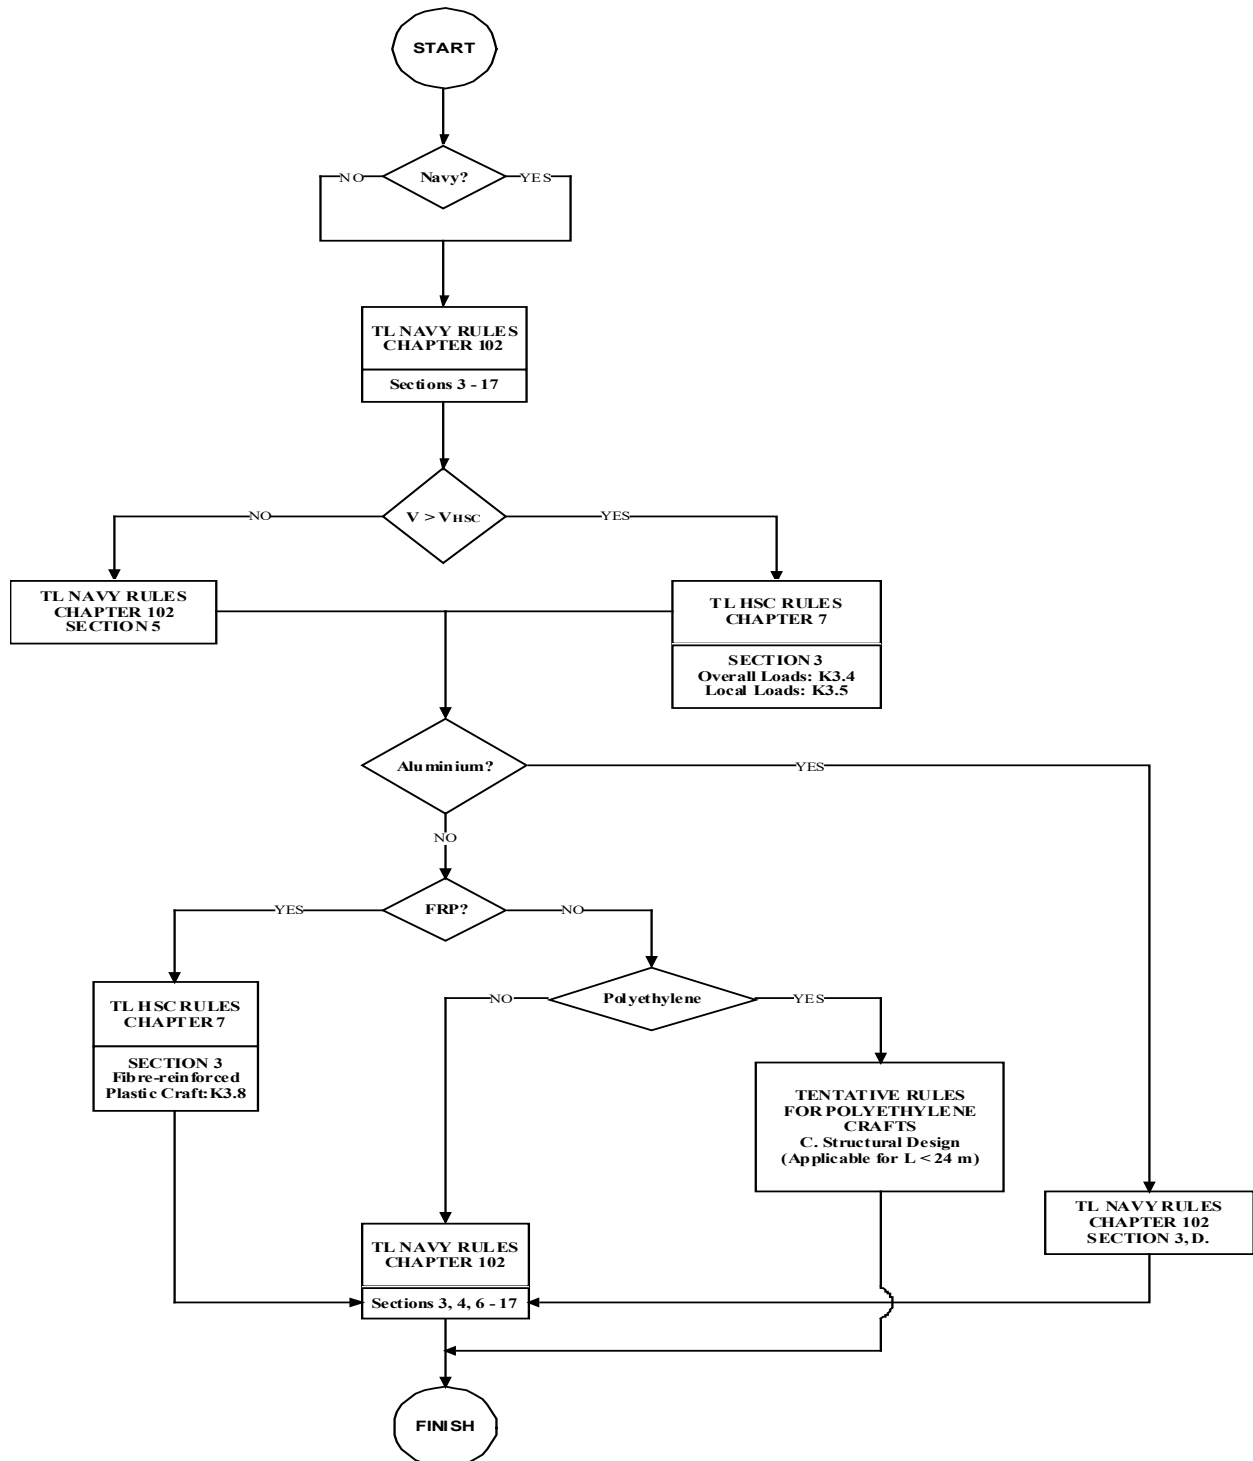 START
Navy?
NO
YES
TL NAVY RULES
CHAPTER 102
Sections 3 - 17
V > VHSC
NO
YES
TL NAVY RULES
CHAPTER 102
SECTION 5
TL HSC RULES
CHAPTER 7
SECTION 3
Overall Loads: K3.4
Local Loads: K3.5
Aluminium?
YES
NO
FRP?
YES
NO
TL HSC RULES
CHAPTER 7
SECTION 3
Fibre-reinforced
Plastic Craft: K3.8
Polyethylene
NO
YES
TENTATIVE RULES
FOR POLYETHYLENE
CRAFTS
C. Structural Design
(Applicable for L < 24 m)
TL NAVY RULES
CHAPTER 102
SECTION 3, D.
TL NAVY RULES
CHAPTER 102
Sections 3, 4, 6 - 17
FINISH